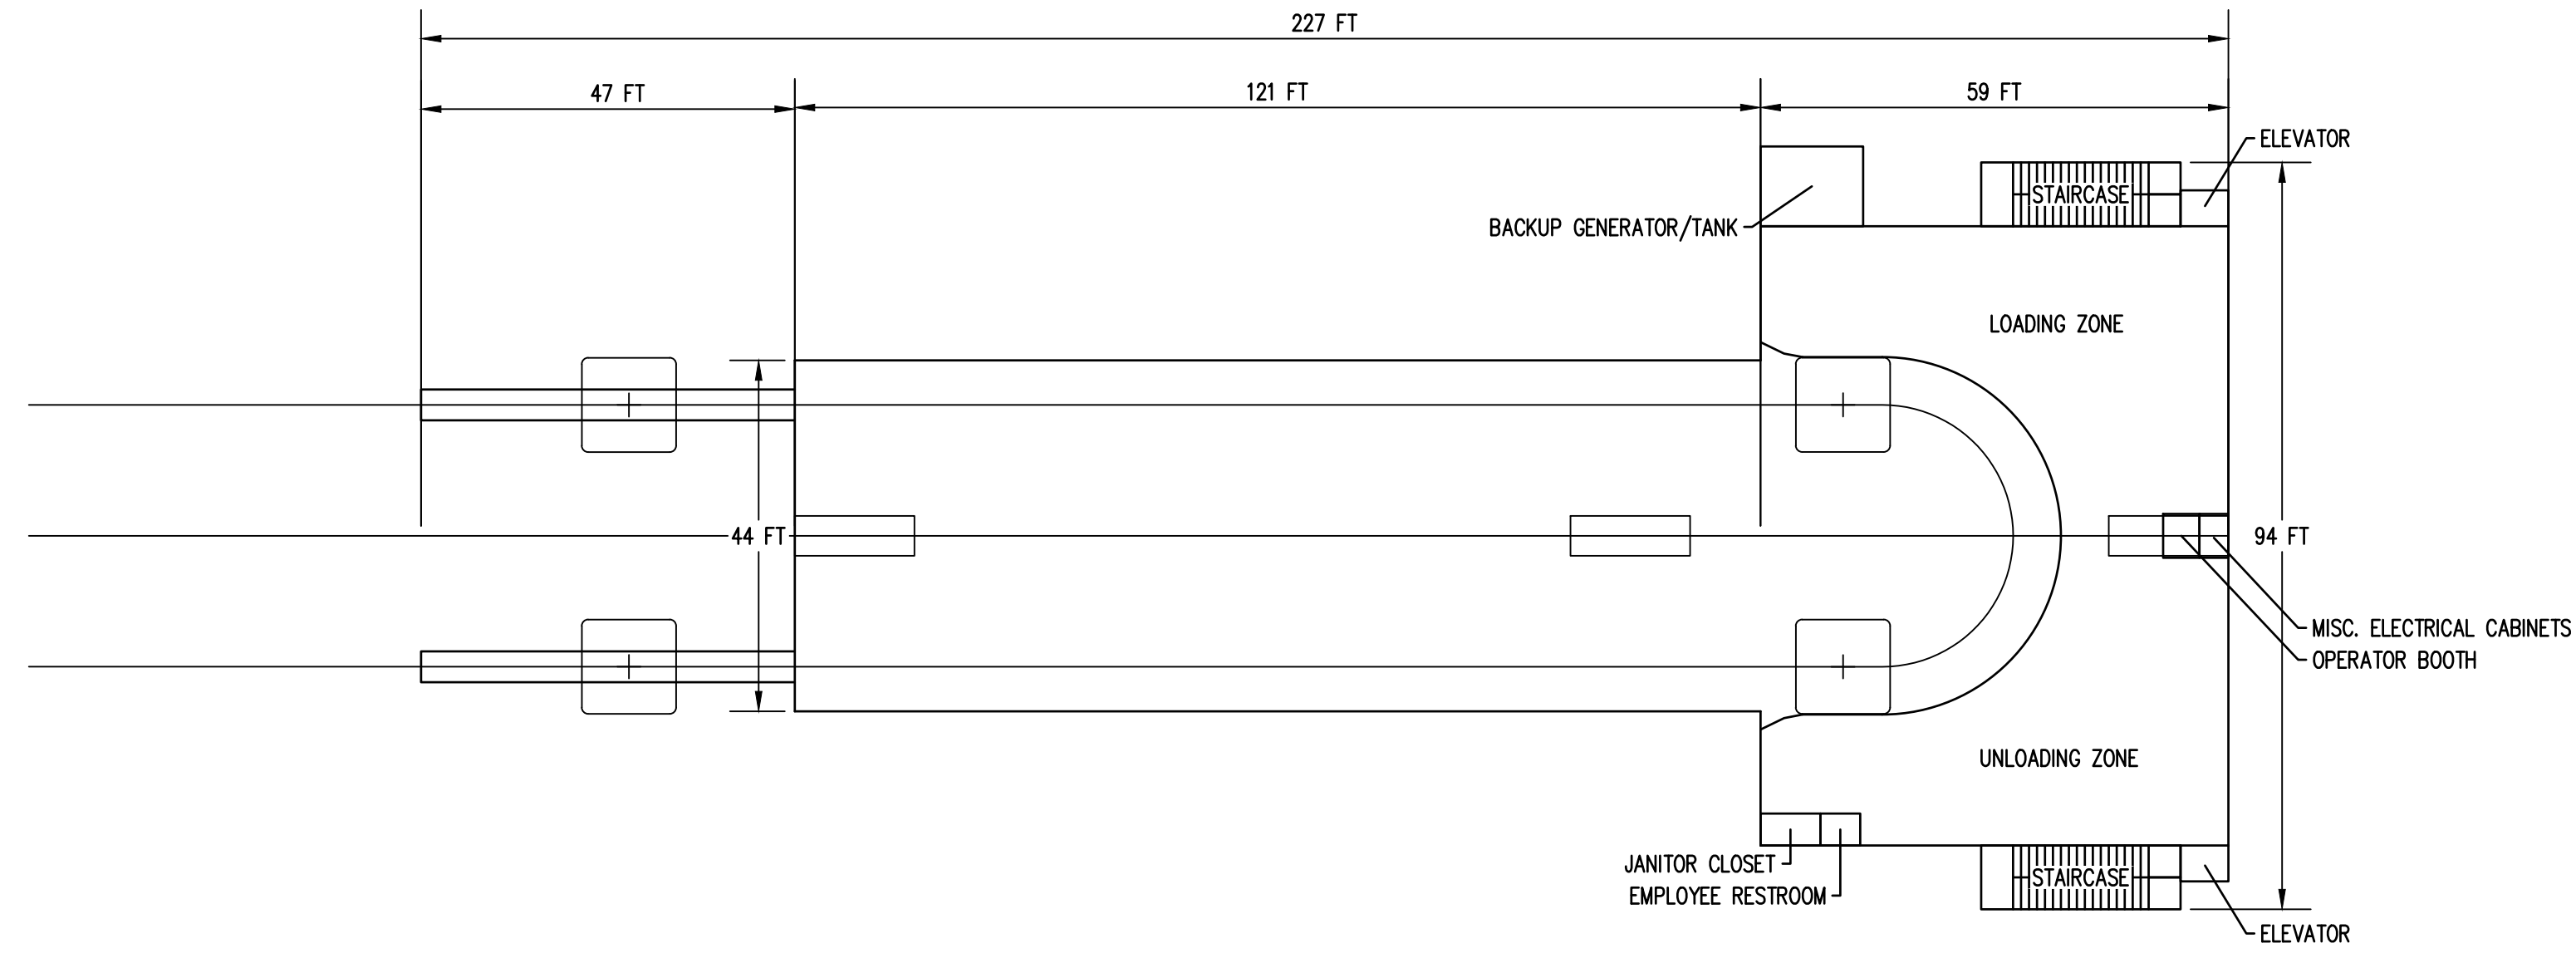 227 FT
47 FT
121 FT
59 FT
ELEVATOR
STAIRCASE
BACKUP GENERATOR/TANK
LOADING ZONE
44 FT
94 FT
MISC. ELECTRICAL CABINETS
OPERATOR BOOTH
UNLOADING ZONE
JANITOR CLOSET
STAIRCASE
EMPLOYEE RESTROOM
ELEVATOR